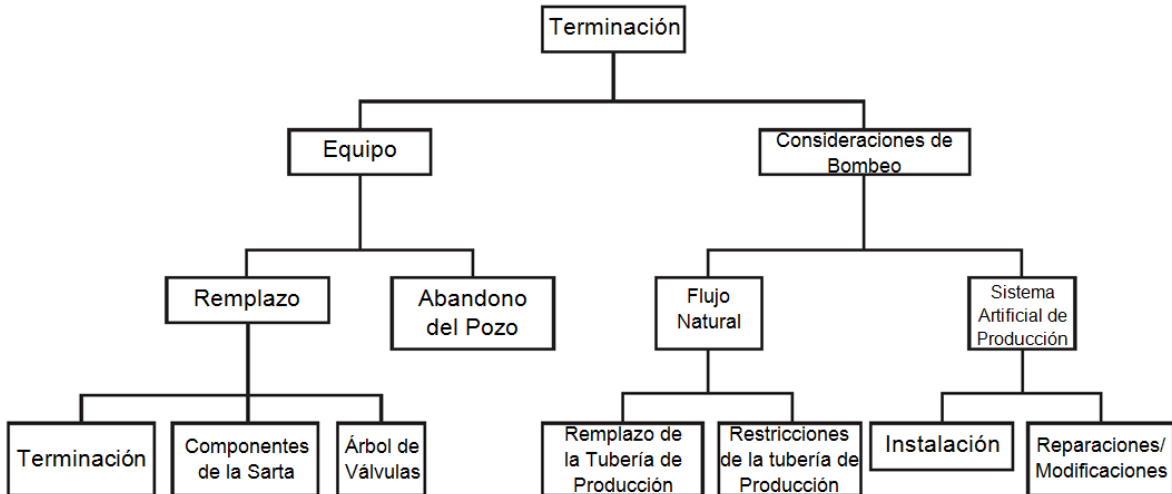 Terminación
Equipo
Consideraciones de
Bombeo
Remplazo
Abandono
del Pozo
Flujo
Natural
Sistema
Artificial de
Producción
Terminación
Componentes
de la Sarta
Árbol de
Válvulas
Remplazo de
la Tubería de
Producción
Restricciones
de la tubería de
Producción
Instalación
Reparaciones/
Modificaciones